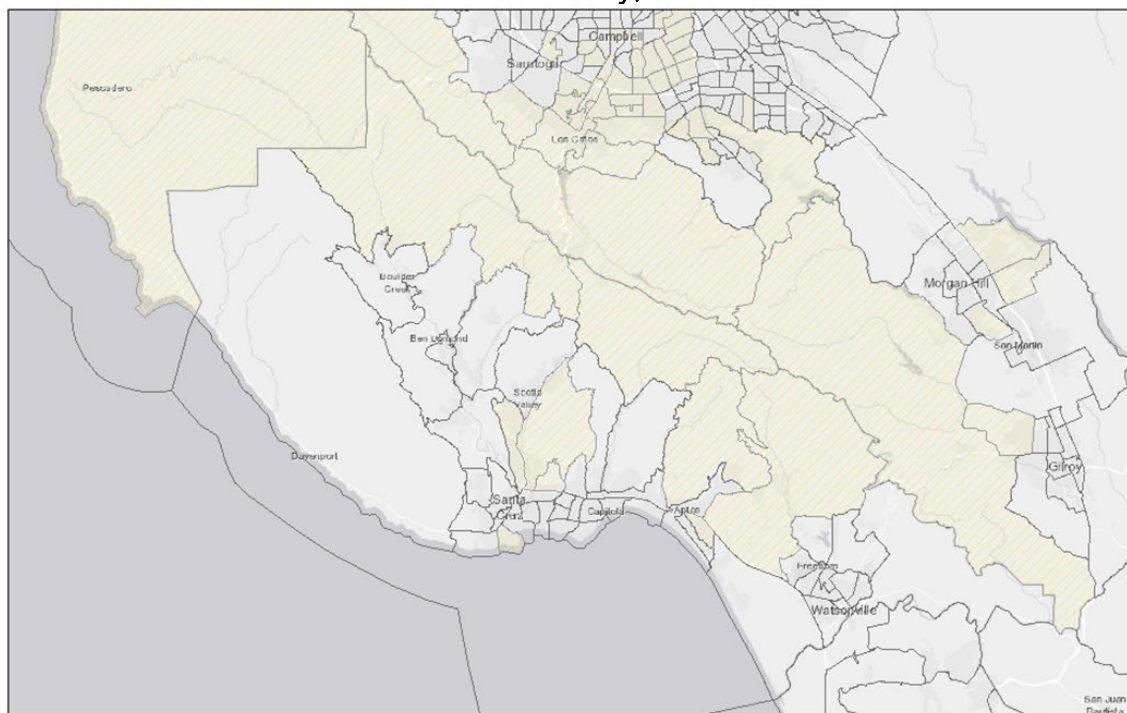 Campbell
Saratoga
Pescadero
Los Gatos
Boulder
Creek
Morgan Hill
Ben Lomond
San Martin
Scotts
Valley
Davenport
Gilroy
Santa
Cruz
Capitola
Aptos
Freedom
Watsonville
San Juan
Bautista